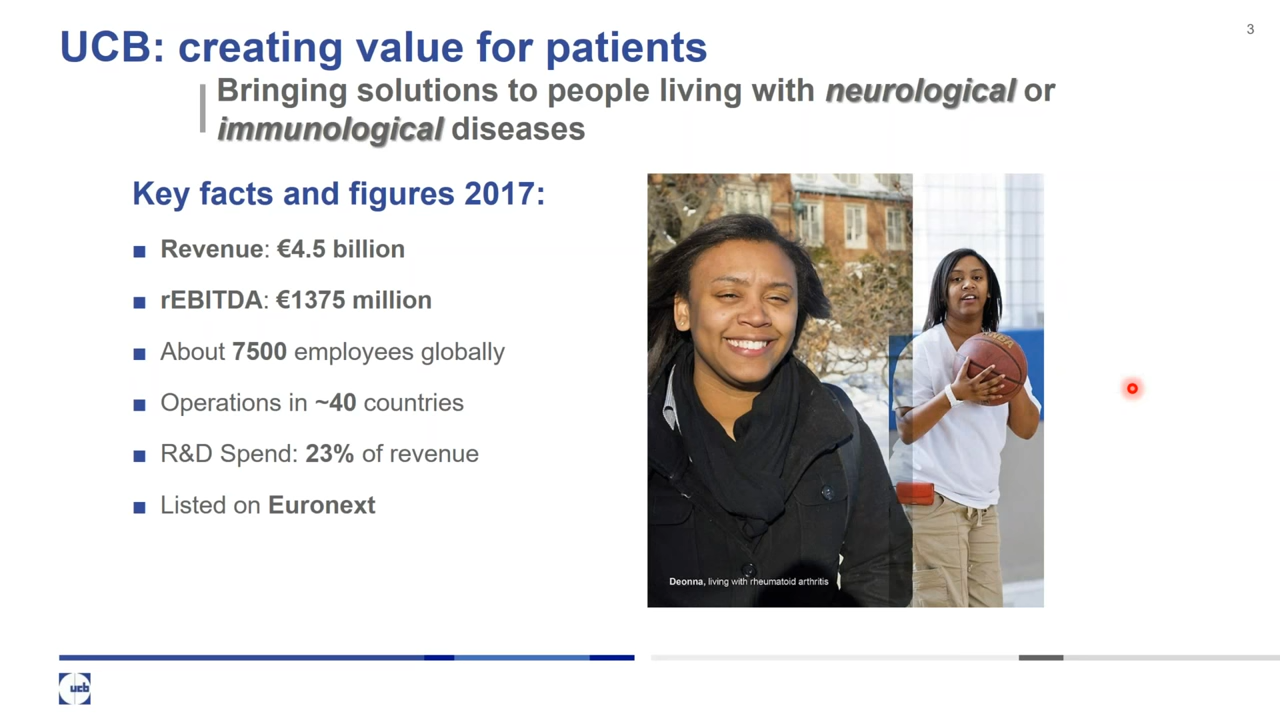 3
UCB: creating value for patients
Bringing solutions to people living with neurological or
immunological diseases
Key facts and figures 2017:
Revenue: €4.5 billion
rEBITDA: €1375 million
About 7500 employees globally
Operations in ~40 countries
R&D Spend: 23% of revenue
Listed on Euronext
Deonna, living with rheumatoid arthritis
ucb